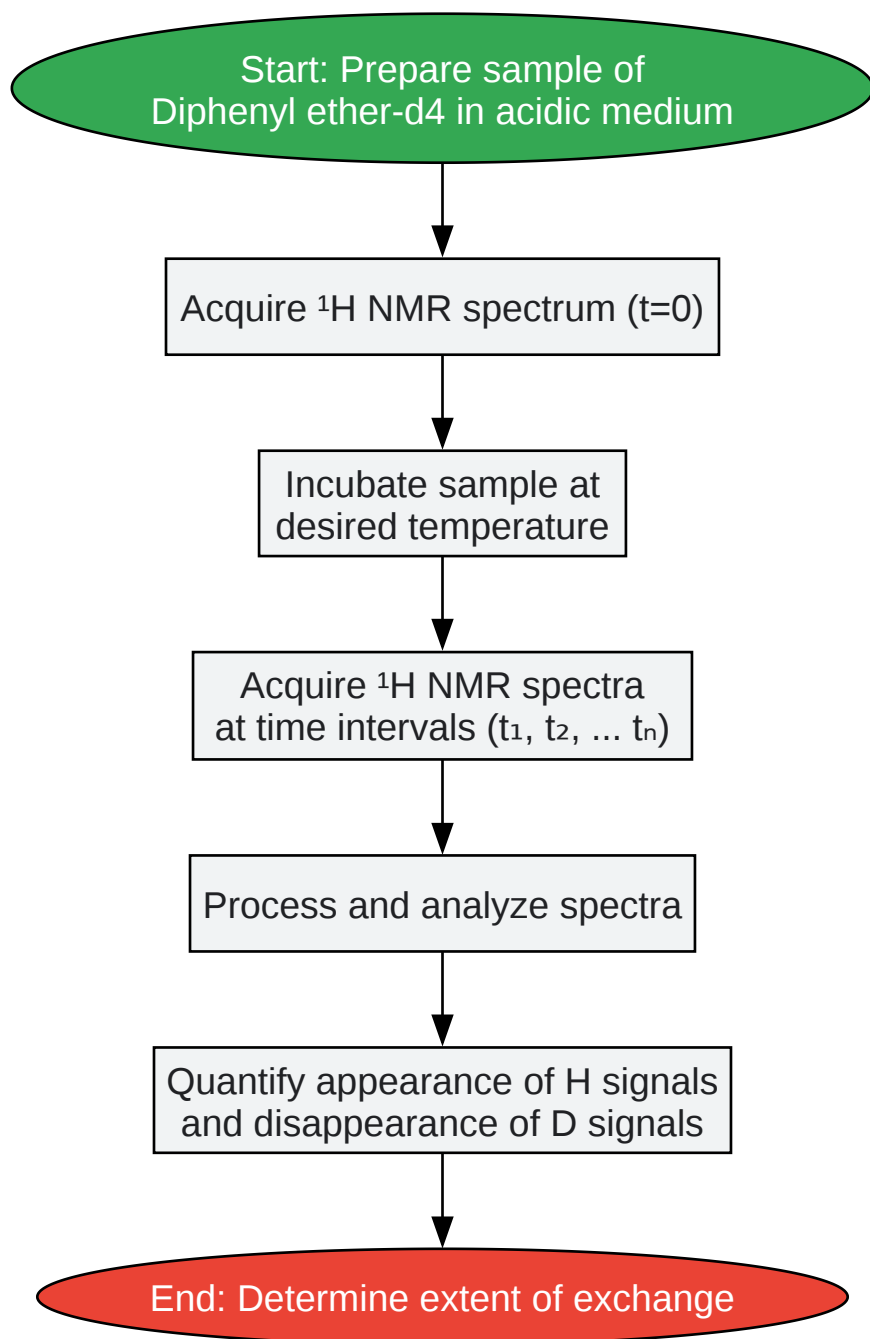 Start: Prepare sample of
Diphenyl ether-d4 in acidic medium
Acquire ¹H NMR spectrum (t=0)
Incubate sample at
desired temperature
Acquire ¹H NMR spectra
at time intervals (t₁, t₂, ... tₙ)
Process and analyze spectra
Quantify appearance of H signals
and disappearance of D signals
End: Determine extent of exchange